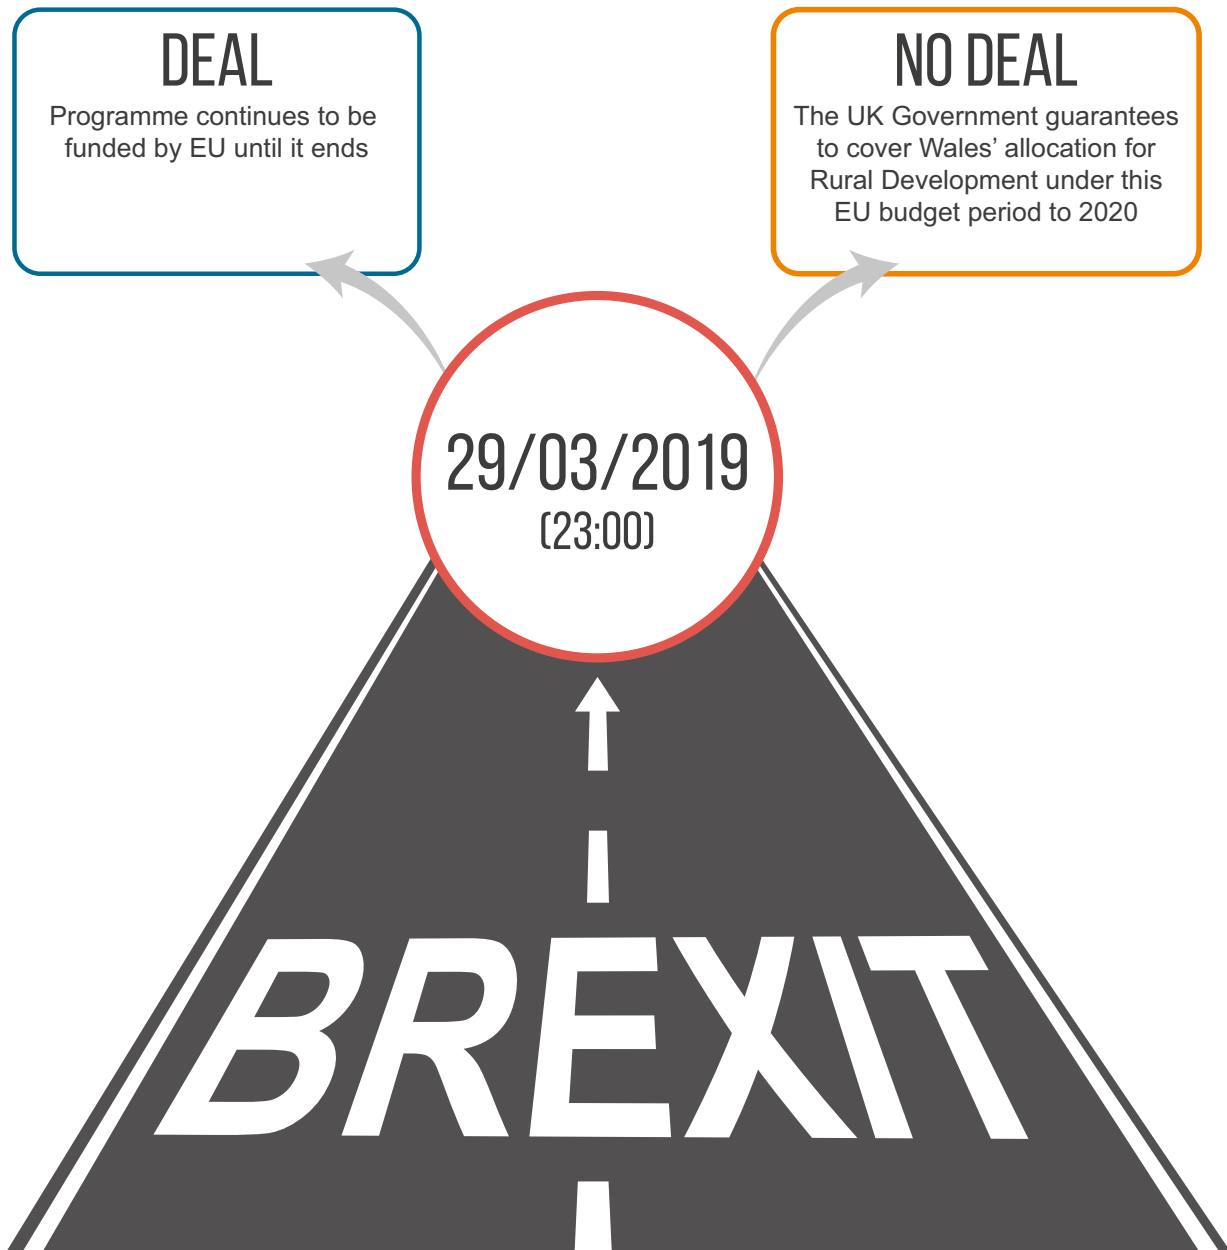 DEAL
Programme continues to be
funded by EU until it ends
NO DEAL
The UK Government guarantees
to cover Wales’ allocation for
Rural Development under this
EU budget period to 2020
29/03/2019
(23:00)
BREXIT